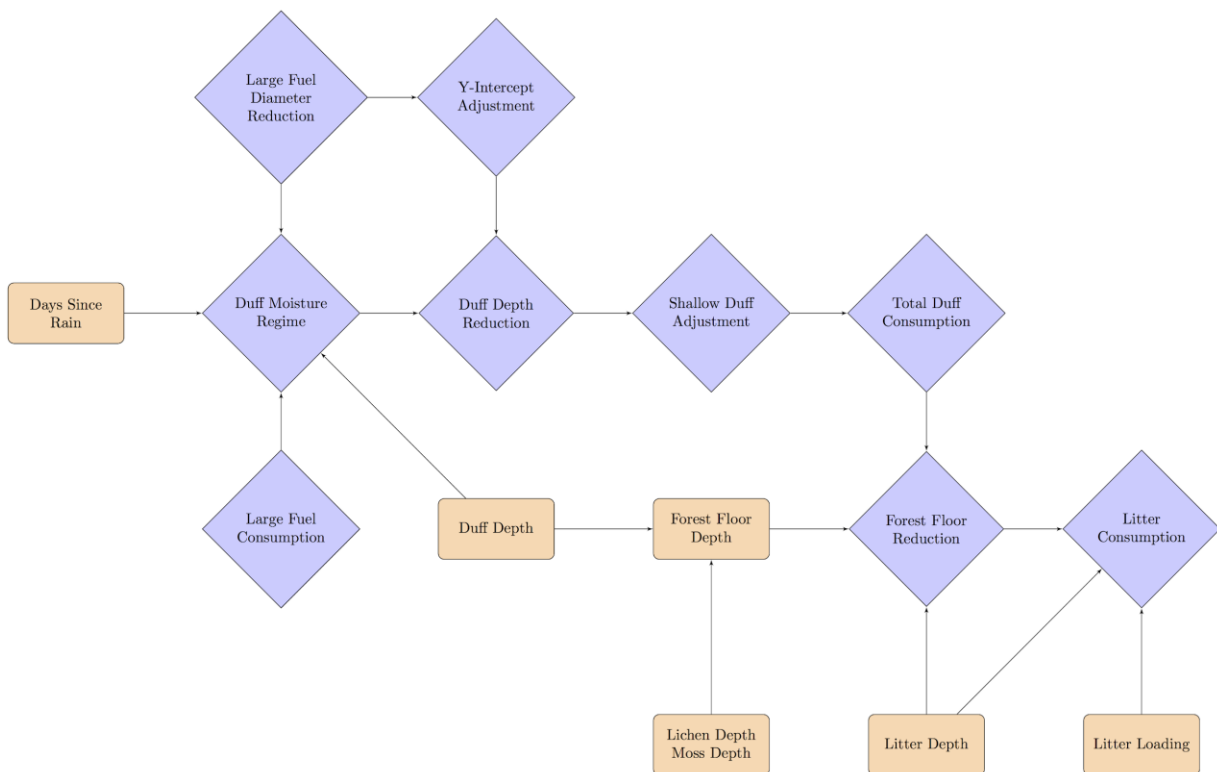 Large Fuel
Diameter
Reduction
Y-Intercept
Adjustment
Days Since
Rain
Duff Moisture
Regime
Duff Depth
Reduction
Shallow Duff
Adjustment
Total Duff
Consumption
Large Fuel
Consumption
Duff Depth
Forest Floor
Depth
Forest Floor
Reduction
Litter
Consumption
Lichen Depth
Moss Depth
Litter Depth
Litter Loading